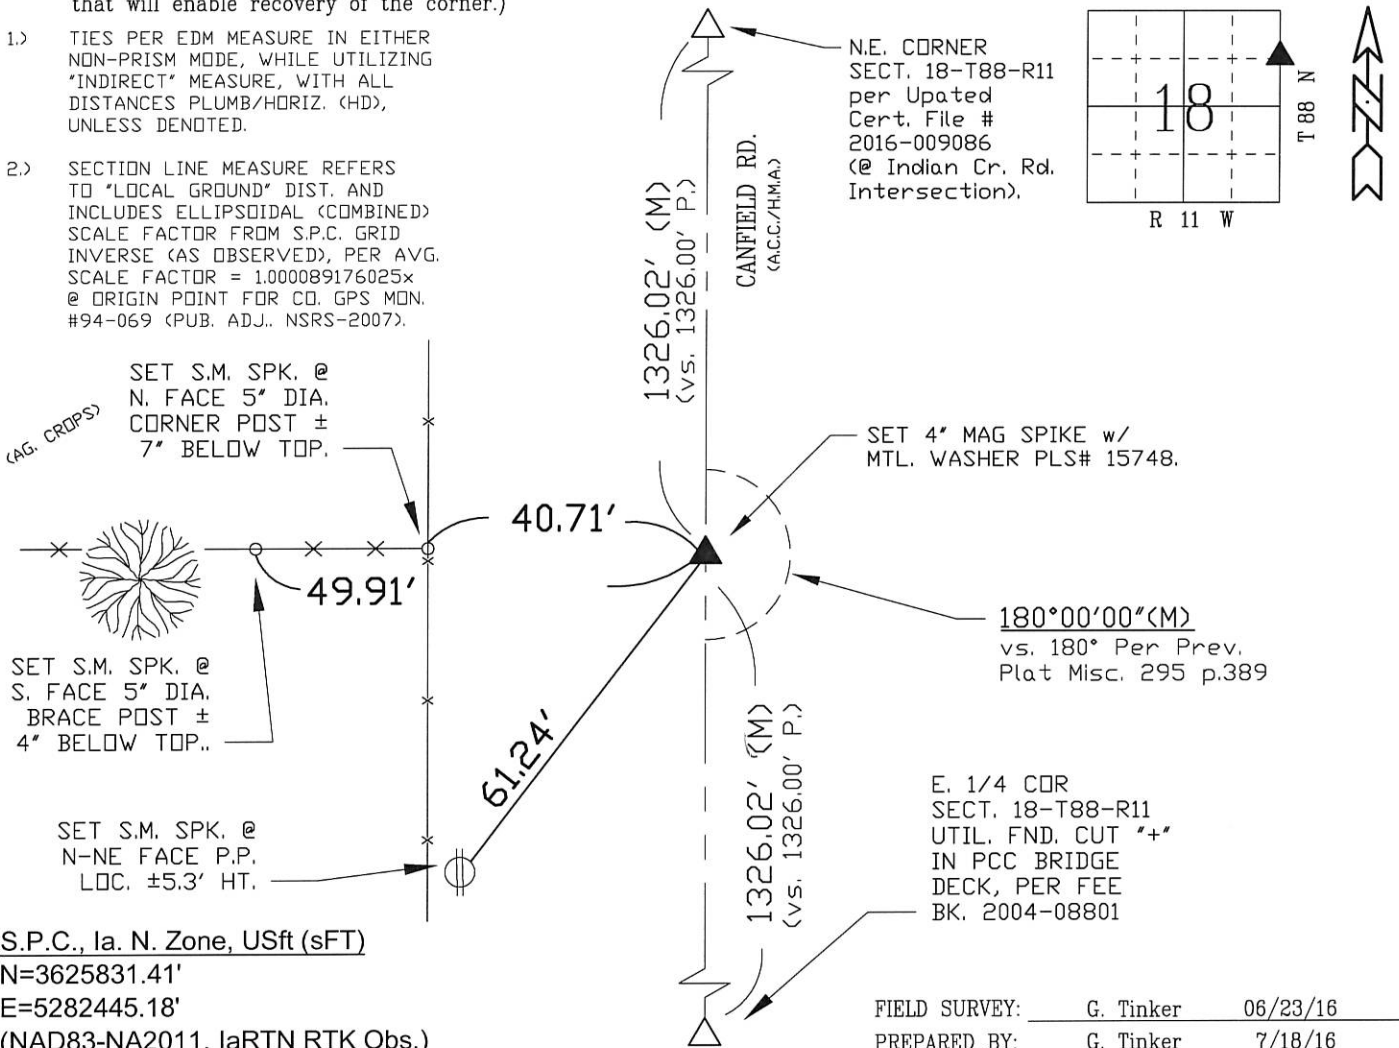 that will enable recovery of the corner.)
1.) TIES PER EDM MEASURE IN EITHER
NON-PRISM MODE, WHILE UTILIZING
"INDIRECT" MEASURE, WITH ALL
DISTANCES PLUMB/HORIZ. (HD),
UNLESS DENOTED.
2.) SECTION LINE MEASURE REFERS
TO "LOCAL GROUND" DIST. AND
INCLUDES ELLIPSOIDAL (COMBINED)
SCALE FACTOR FROM S.P.C. GRID
INVERSE (AS OBSERVED), PER AVG.
SCALE FACTOR = 1.000089176025x
@ ORIGIN POINT FOR CO. GPS MON.
#94-069 (PUB. ADJ.. NSRS-2007).
N.E. CORNER
SECT. 18-T88-R11
per Upated
Cert. File #
2016-009086
(@ Indian Cr. Rd.
Intersection).
18
T 88 N
R 11 W
N
1326.02' (M)
(vs. 1326.00' P.)
CANFIELD RD.
(A.C.C./H.M.A.)
(AG. CROPS)
SET S.M. SPK. @
N. FACE 5" DIA.
CORNER POST ±
7" BELOW TOP.
SET 4" MAG SPIKE w/
MTL. WASHER PLS# 15748.
40.71'
49.91'
180°00'00"(M)
vs. 180° Per Prev.
Plat Misc. 295 p.389
SET S.M. SPK. @
S. FACE 5" DIA.
BRACE POST ±
4" BELOW TOP..
61.24'
1326.02' (M)
(vs. 1326.00' P.)
SET S.M. SPK. @
N-NE FACE P.P.
LOC. ±5.3' HT.
E. 1/4 COR
SECT. 18-T88-R11
UTIL. FND. CUT "+"
IN PCC BRIDGE
DECK, PER FEE
BK. 2004-08801
S.P.C., Ia. N. Zone, USft (sFT)
N=3625831.41'
E=5282445.18'
(NAD83-NA2011, IaRTN RTK Obs.)
FIELD SURVEY: G. Tinker 06/23/16
PREPARED BY: G. Tinker 7/18/16